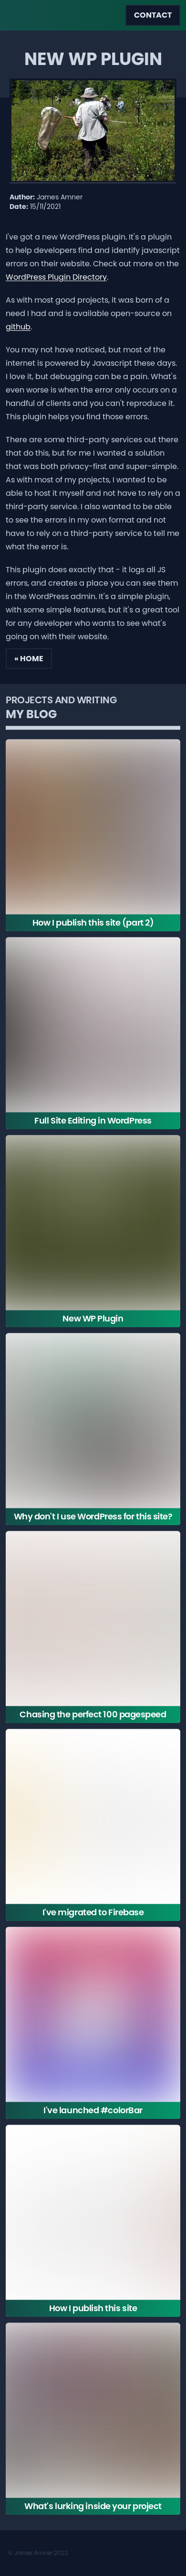 CONTACT
NEW WP PLUGIN
Author: James Amner
Date: 15/11/2021
I've got a new WordPress plugin. It's a plugin
to help developers find and identify javascript
errors on their website. Check out more on the
WordPress Plugin Directory.
As with most good projects, it was born of a
need I had and is available open-source on
github.
You may not have noticed, but most of the
internet is powered by Javascript these days.
I love it, but debugging can be a pain. What's
even worse is when the error only occurs on a
handful of clients and you can't reproduce it.
This plugin helps you find those errors.
There are some third-party services out there
that do this, but for me I wanted a solution
that was both privacy-first and super-simple.
As with most of my projects, I wanted to be
able to host it myself and not have to rely on a
third-party service. I also wanted to be able
to see the errors in my own format and not
have to rely on a third-party service to tell me
what the error is.
This plugin does exactly that - it logs all JS
errors, and creates a place you can see them
in the WordPress admin. It's a simple plugin,
with some simple features, but it's a great tool
for any developer who wants to see what's
going on with their website.
« HOME
PROJECTS AND WRITING
MY BLOG
How I publish this site (part 2)
Full Site Editing in WordPress
New WP Plugin
Why don't I use WordPress for this site?
Chasing the perfect 100 pagespeed
I've migrated to Firebase
I've launched #colorBar
How I publish this site
What's lurking inside your project
© James Amner 2022